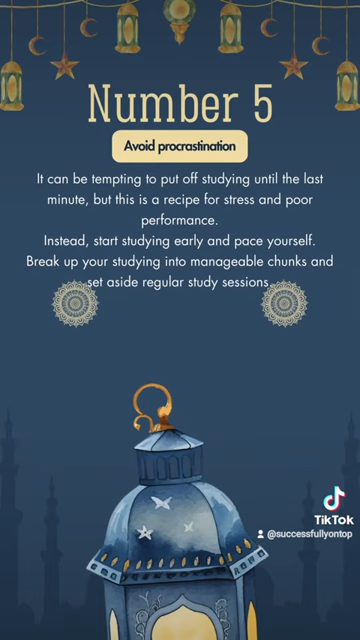 Number 5
Avoid procrastination
It can be tempting to put off studying until the last
minute, but this is a recipe for stress and poor
performance.
Instead, start studying early and pace yourself.
Break up your studying into manageable chunks and
set aside regular study sessions.
TikTok
@successfullyontop